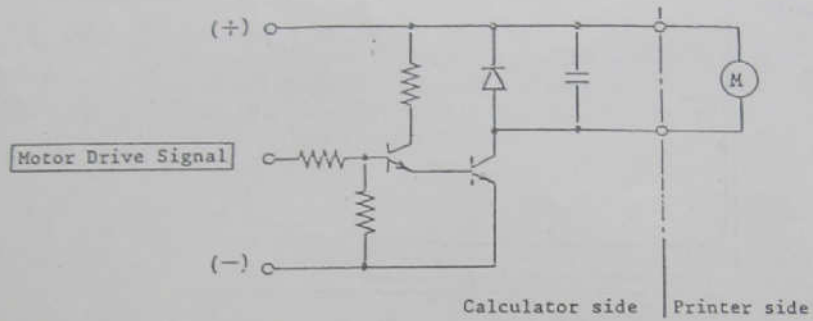 (+)
M
Motor Drive Signal
(—)
Calculator side Printer side